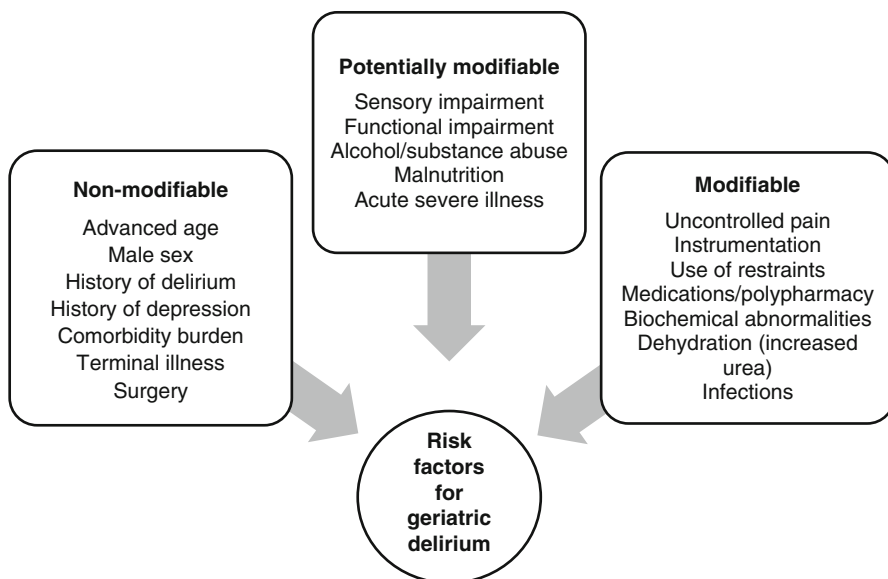 Potentially modifiable
Sensory impairment
Functional impairment
Alcohol/substance abuse
Malnutrition
Acute severe illness
Non-modifiable
Advanced age
Male sex
History of delirium
History of depression
Comorbidity burden
Terminal illness
Surgery
Modifiable
Uncontrolled pain
Instrumentation
Use of restraints
Medications/polypharmacy
Biochemical abnormalities
Dehydration (increased
urea)
Infections
Risk
factors
for
geriatric
delirium